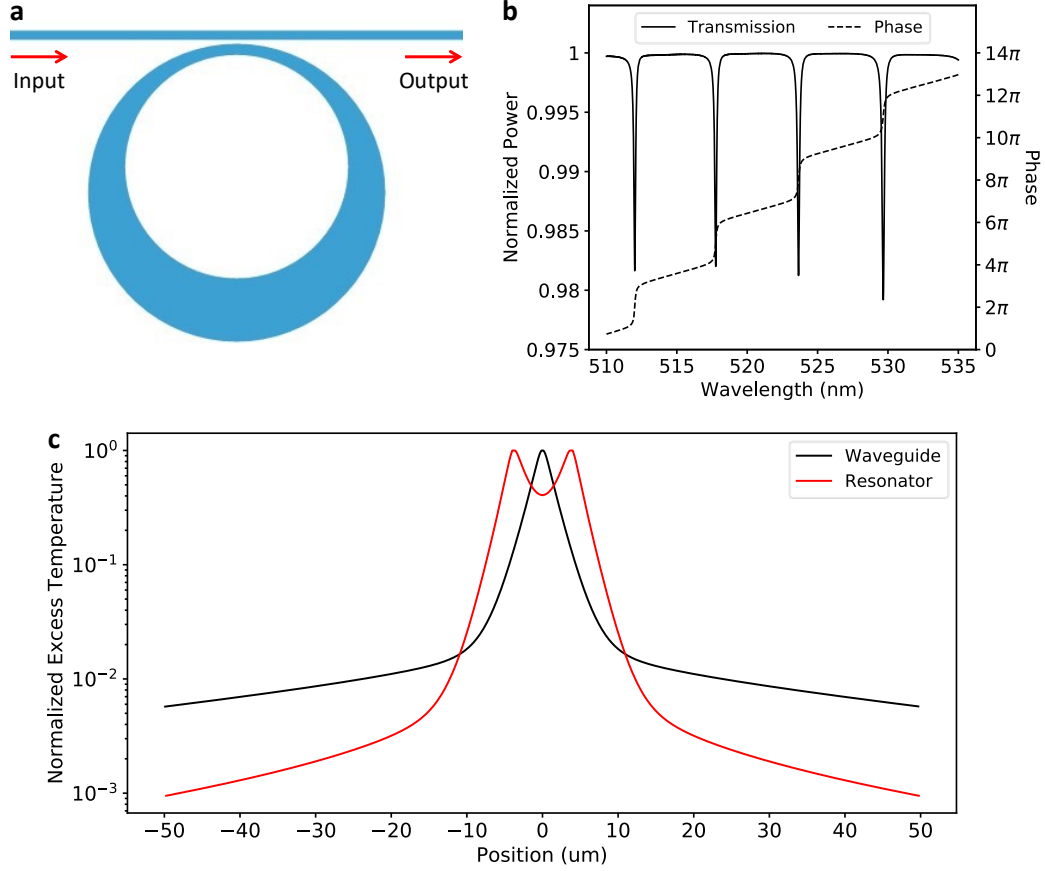 a
Input
Output
b
Transmission
Phase
1
0.995
0.99
0.985
0.98
0.975
Normalized Power
14π
12π
10π
8π
6π
4π
2π
0
Phase
510
515
520
525
530
535
Wavelength (nm)
c
Waveguide
Resonator
10⁰
10⁻¹
10⁻²
10⁻³
Normalized Excess Temperature
−50
−40
−30
−20
−10
0
10
20
30
40
50
Position (um)